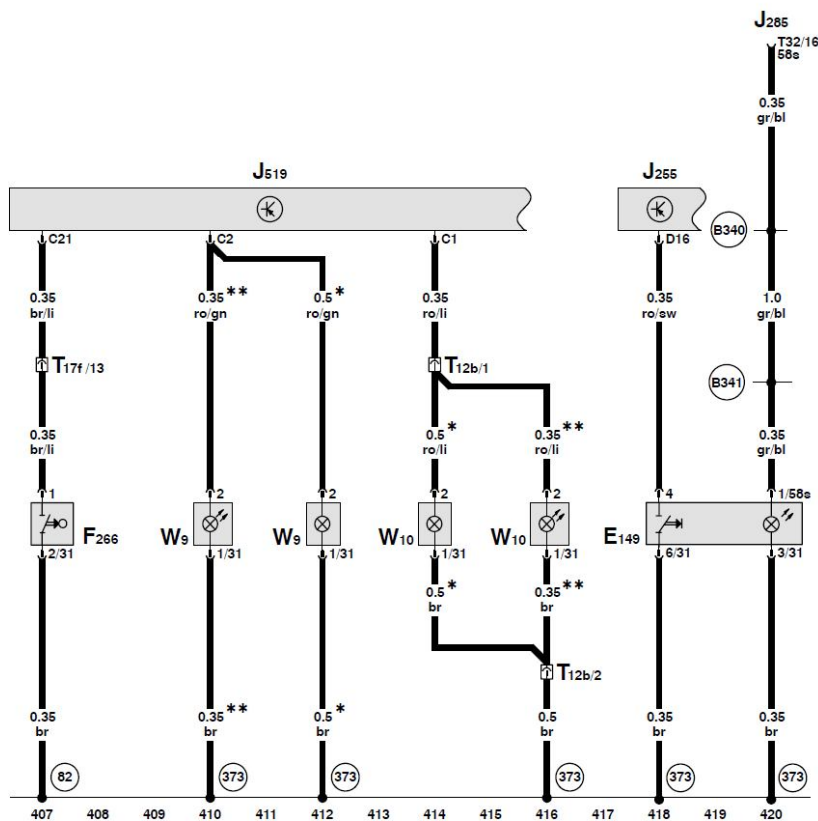 J285
T32/16
58s
0.35
gr/bl
J519
J255
C21
C2
C1
D16
B340
0.35
br/li
0.35**
ro/gn
0.5*
ro/gn
0.35
ro/li
0.35
ro/sw
1.0
gr/bl
T17f/13
T12b/1
B341
0.35
br/li
0.5*
ro/li
0.35**
ro/li
0.35
gr/bl
1
2
2
2
2
4
1/58s
F266
W9
W9
W10
W10
E149
2/31
1/31
1/31
1/31
1/31
6/31
3/31
0.5*
br
0.35**
br
T12b/2
0.35
br
0.35**
br
0.5*
br
0.5
br
0.35
br
0.35
br
82
373
373
373
373
373
407 408 409 410 411 412 413 414 415 416 417 418 419 420